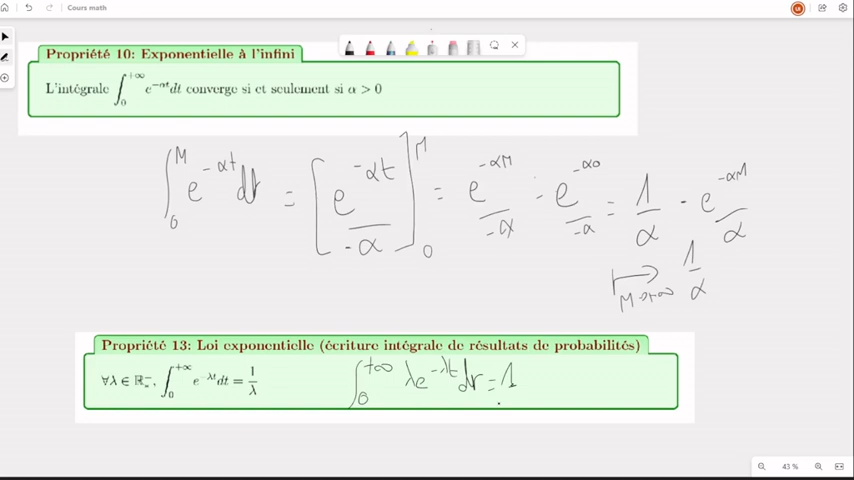 Cours math
UI
Propriété 10: Exponentielle à l'infini
L'intégrale ∫₀^{+∞} e^{−αt}dt converge si et seulement si α > 0
∫₀^M e^{-αt} dt = [e^{-αt}/-α]₀^M = e^{-αM}/-α - e^{-α0}/-α = 1/α - e^{-αM}/α
M→+∞ 1/α
Propriété 13: Loi exponentielle (écriture intégrale de résultats de probabilités)
∀λ ∈ ℝ₋*, ∫₀^{+∞} e^{−λt}dt = 1/λ ∫₀^{+∞} λe^{-λt} dt = 1
43 %